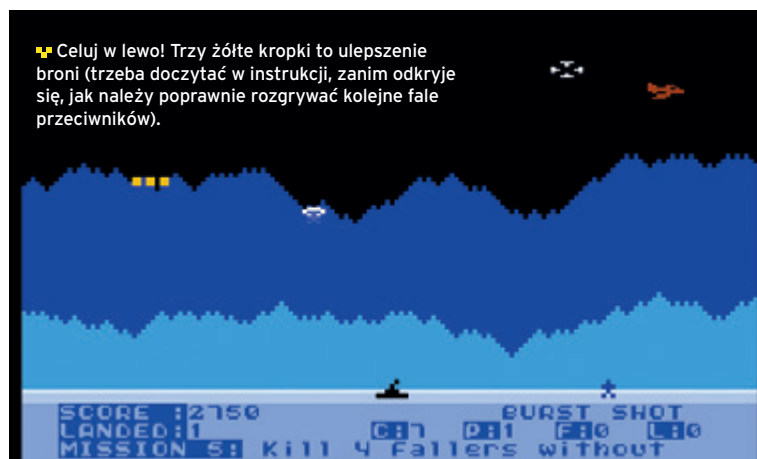 Celuj w lewo! Trzy żółte kropki to ulepszenie
broni (trzeba doczytać w instrukcji, zanim odkryje
się, jak należy poprawnie rozgrywać kolejne fale
przeciwników).
SCORE :2750 BURST SHOT
LANDED:1 C:7 D:1 F:0 L:0
MISSION 5: Kill 4 Fallers without